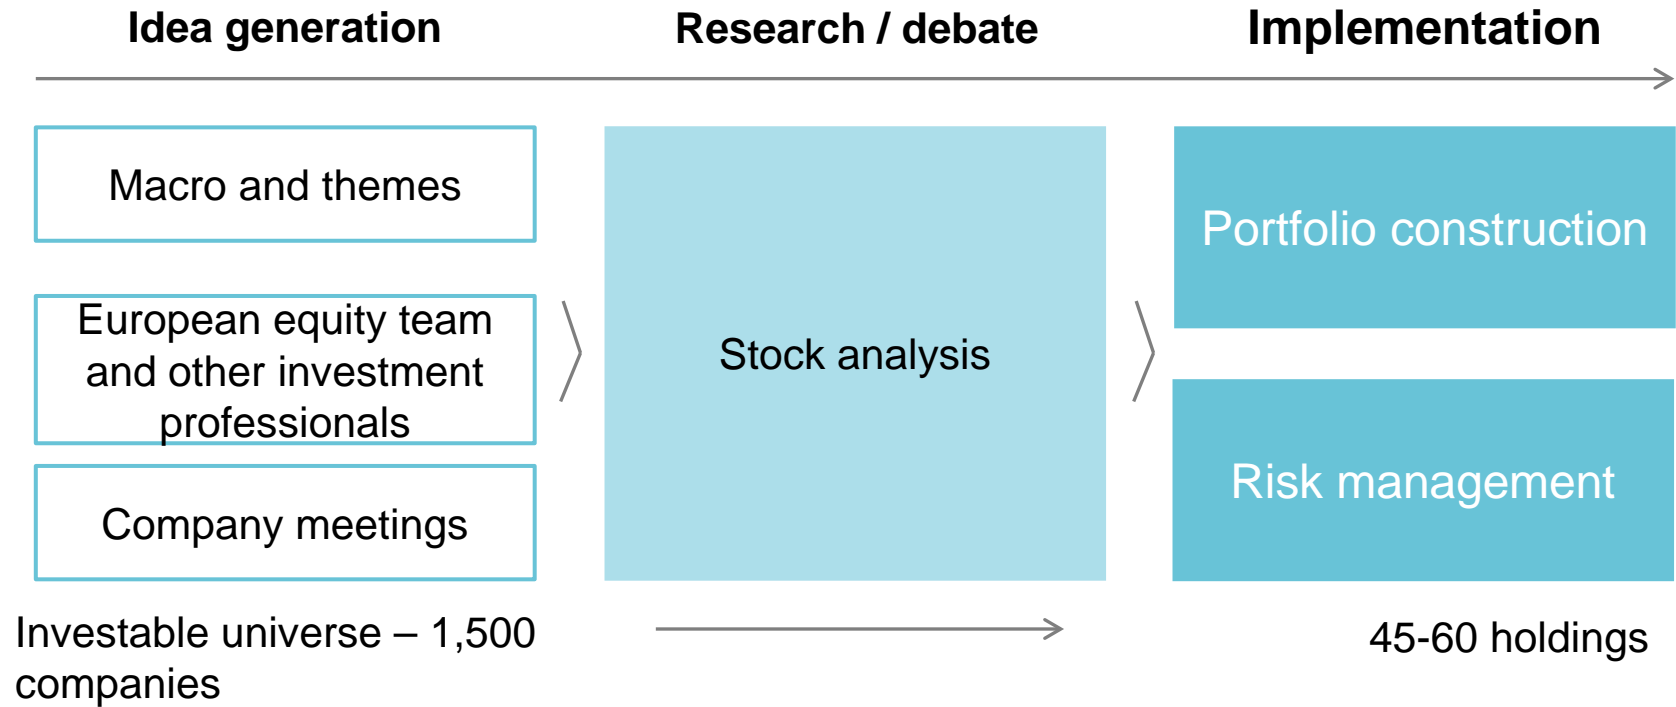 Idea generation
Research / debate
Implementation
Macro and themes
European equity team
and other investment
professionals
Company meetings
Stock analysis
Portfolio construction
Risk management
Investable universe – 1,500
companies
45-60 holdings